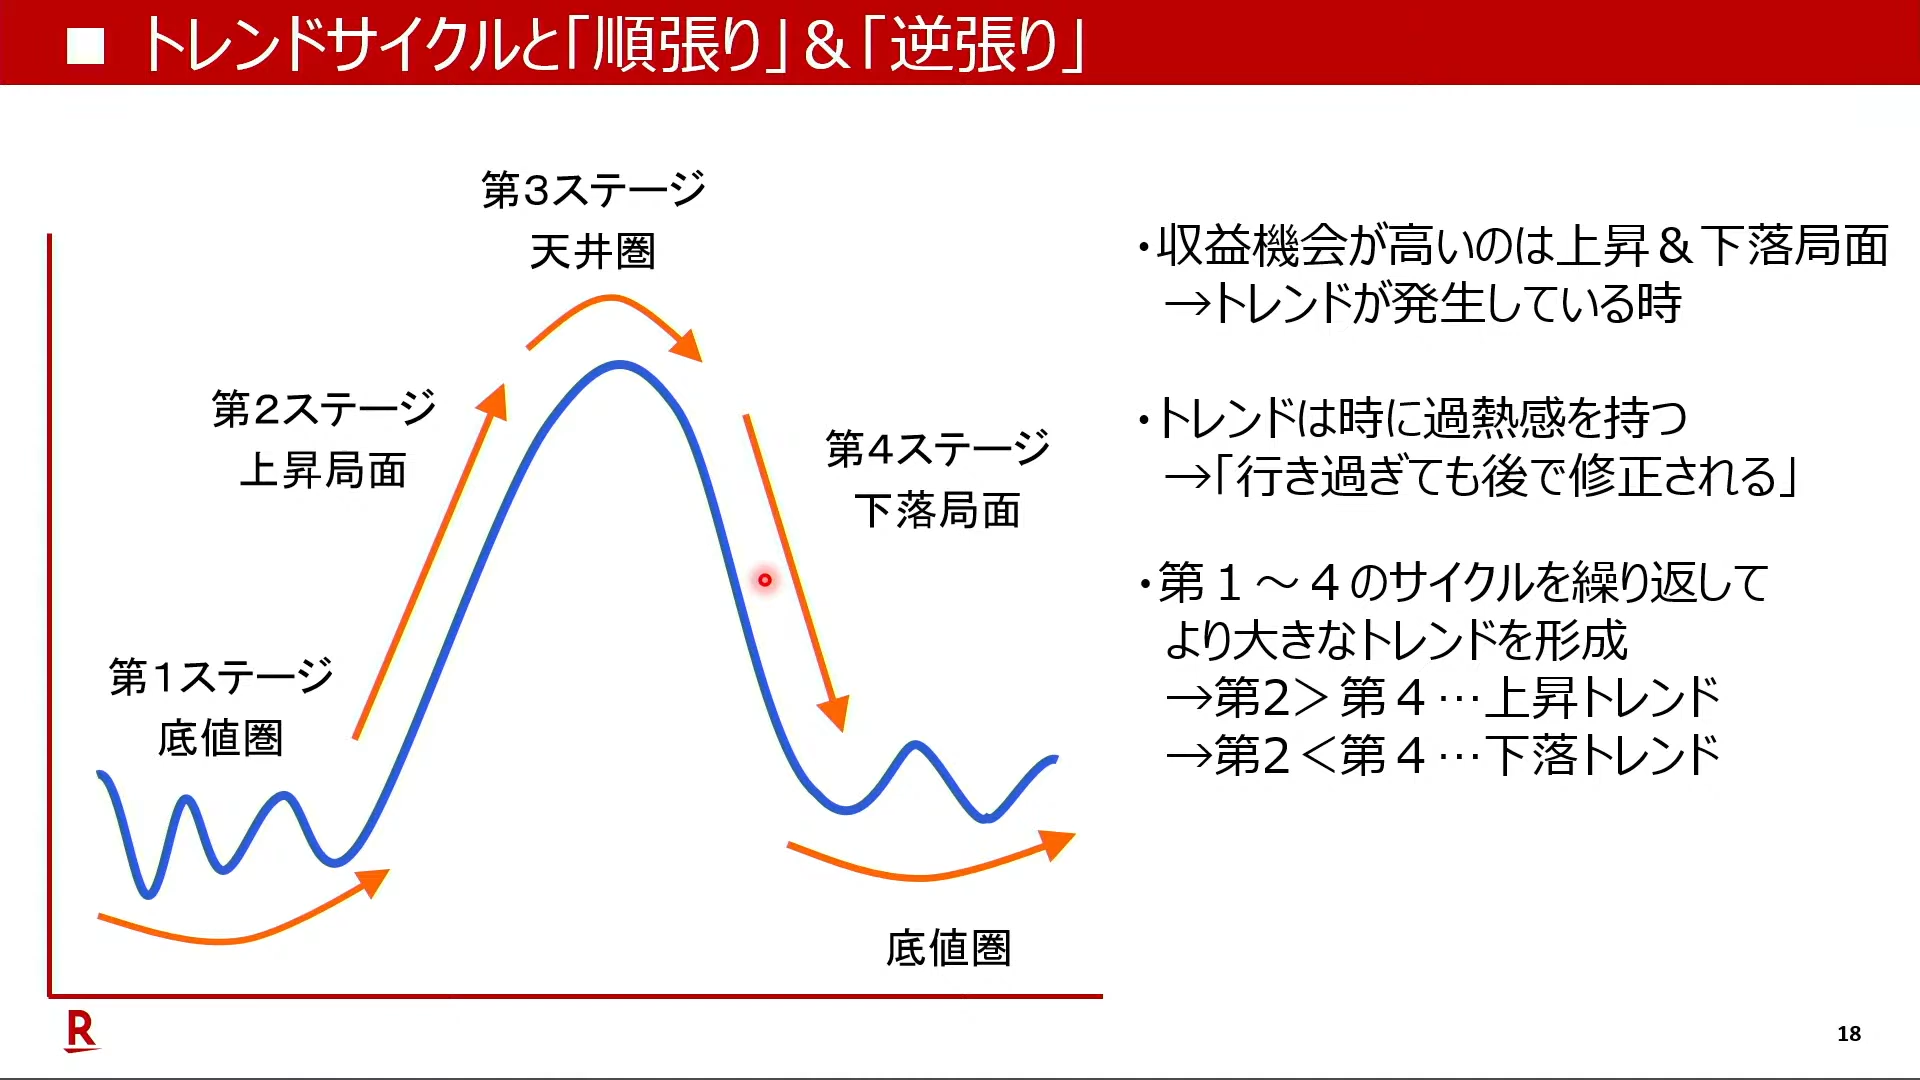 ■ トレンドサイクルと「順張り」＆「逆張り」
第３ステージ
天井圏
第２ステージ
上昇局面
第４ステージ
下落局面
第１ステージ
底値圏
底値圏
・収益機会が高いのは上昇＆下落局面
→トレンドが発生している時
・トレンドは時に過熱感を持つ
→「行き過ぎても後で修正される」
・第１～４のサイクルを繰り返して
より大きなトレンドを形成
→第2＞第４…上昇トレンド
→第2＜第４…下落トレンド
R
18